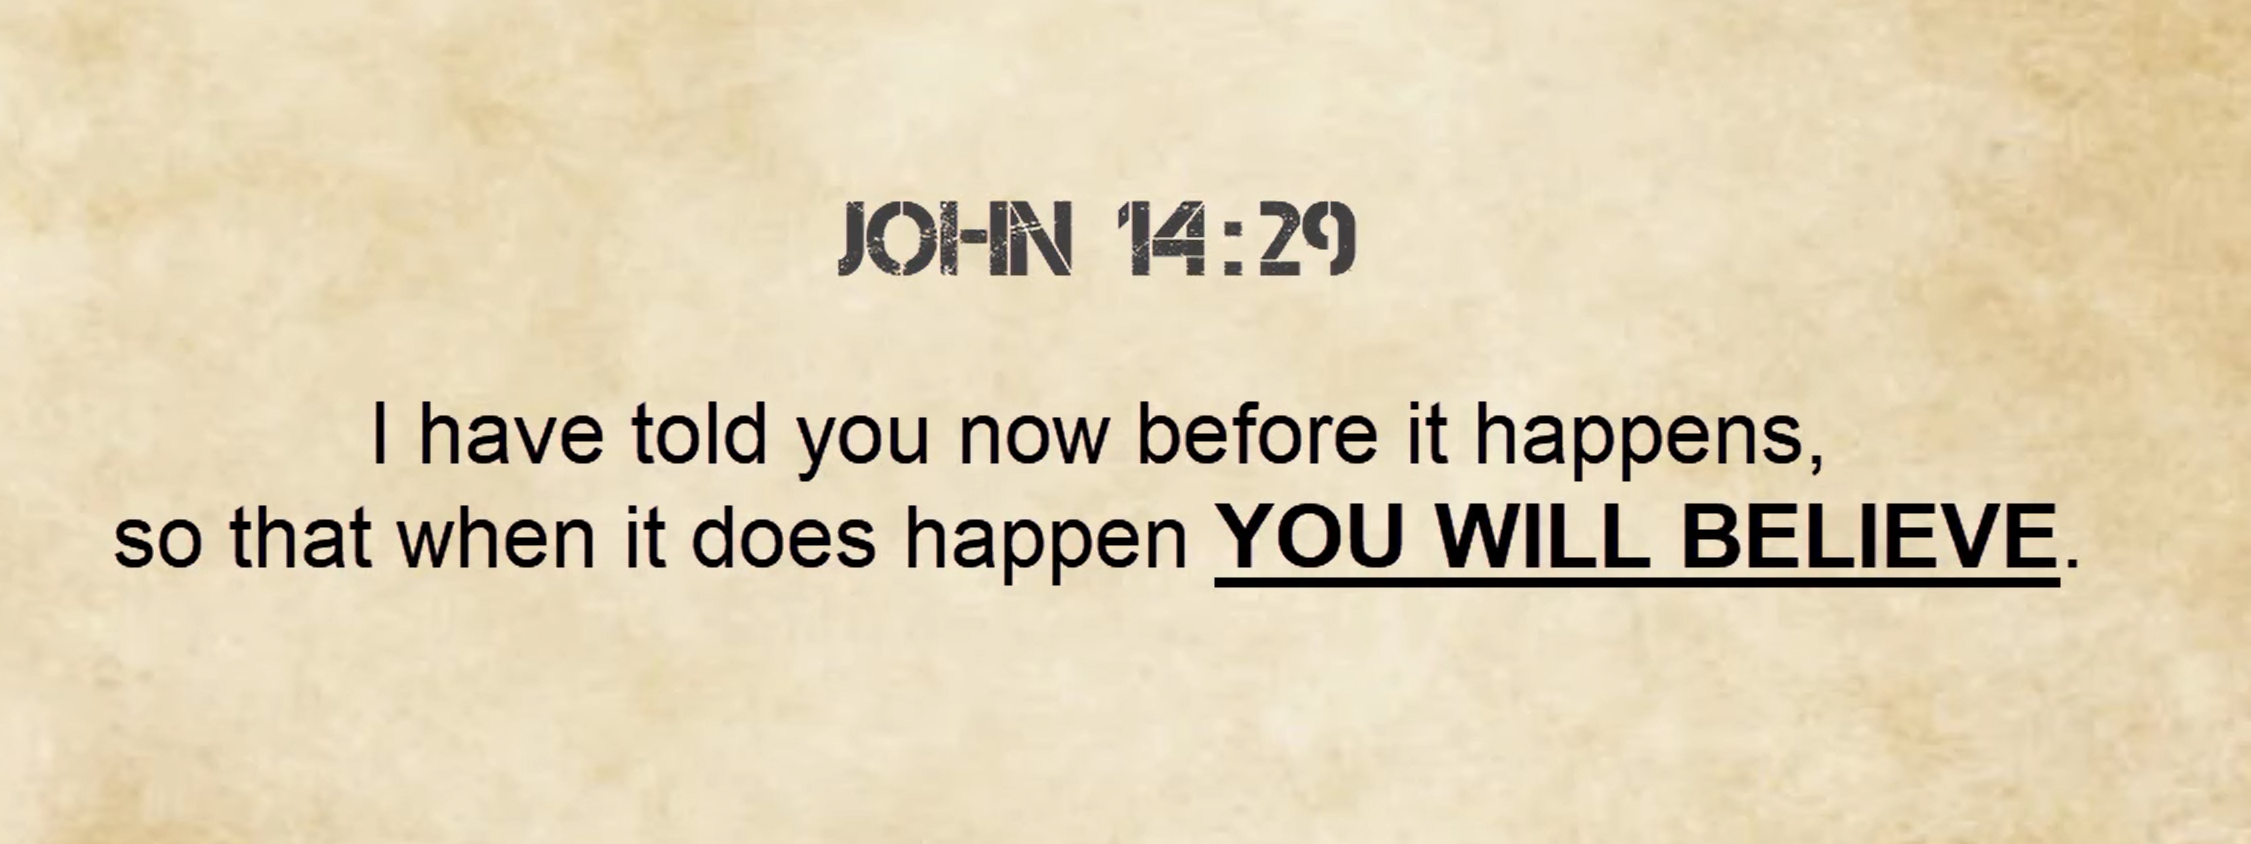 JOHN 14:29
I have told you now before it happens,
so that when it does happen YOU WILL BELIEVE.